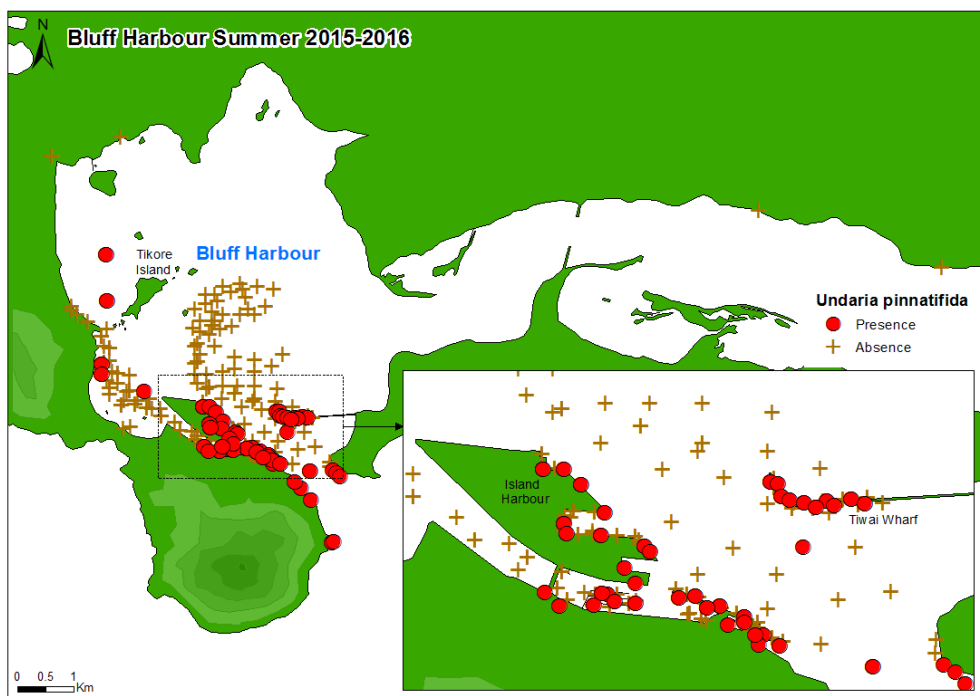 N
Bluff Harbour Summer 2015-2016
Tikore
Island
Bluff Harbour
Undaria pinnatifida
Presence
Absence
Island
Harbour
Tiwai Wharf
0 0.5 1
Km